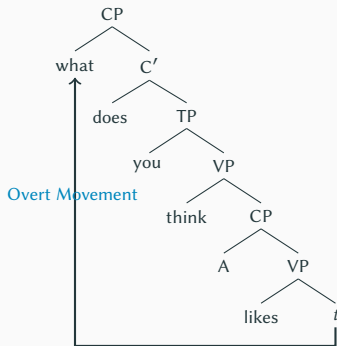 CP
what C′
does TP
you VP
Overt Movement
think CP
A VP
likes t